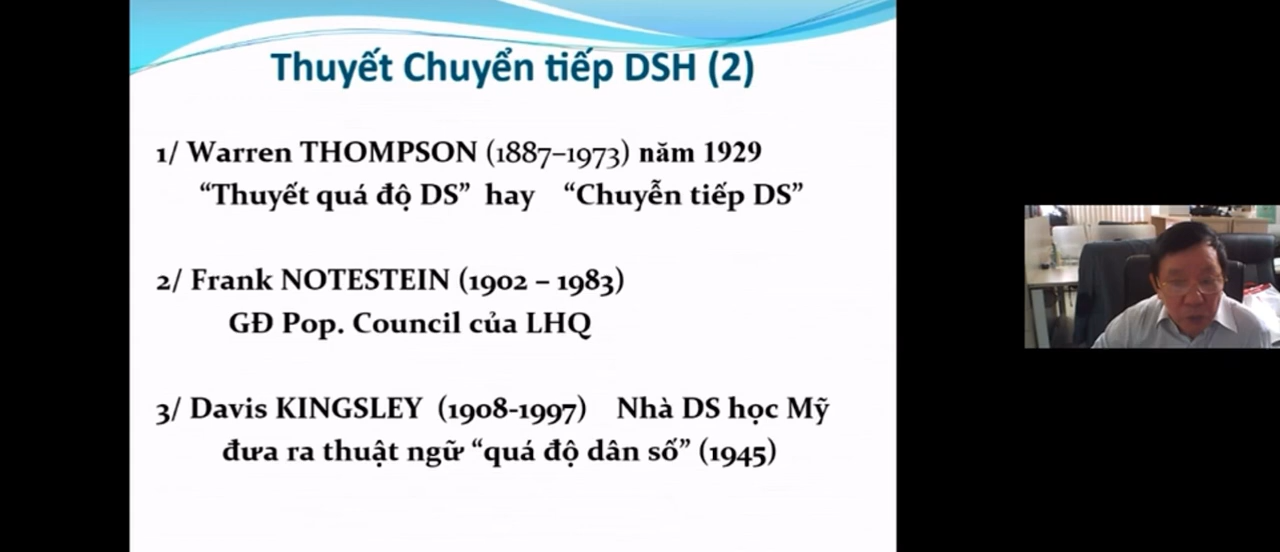 Thuyết Chuyển tiếp DSH (2)
1/ Warren THOMPSON (1887–1973) năm 1929
“Thuyết quá độ DS” hay “Chuyễn tiếp DS”
2/ Frank NOTESTEIN (1902 – 1983)
GĐ Pop. Council của LHQ
3/ Davis KINGSLEY (1908-1997) Nhà DS học Mỹ
đưa ra thuật ngữ “quá độ dân số” (1945)